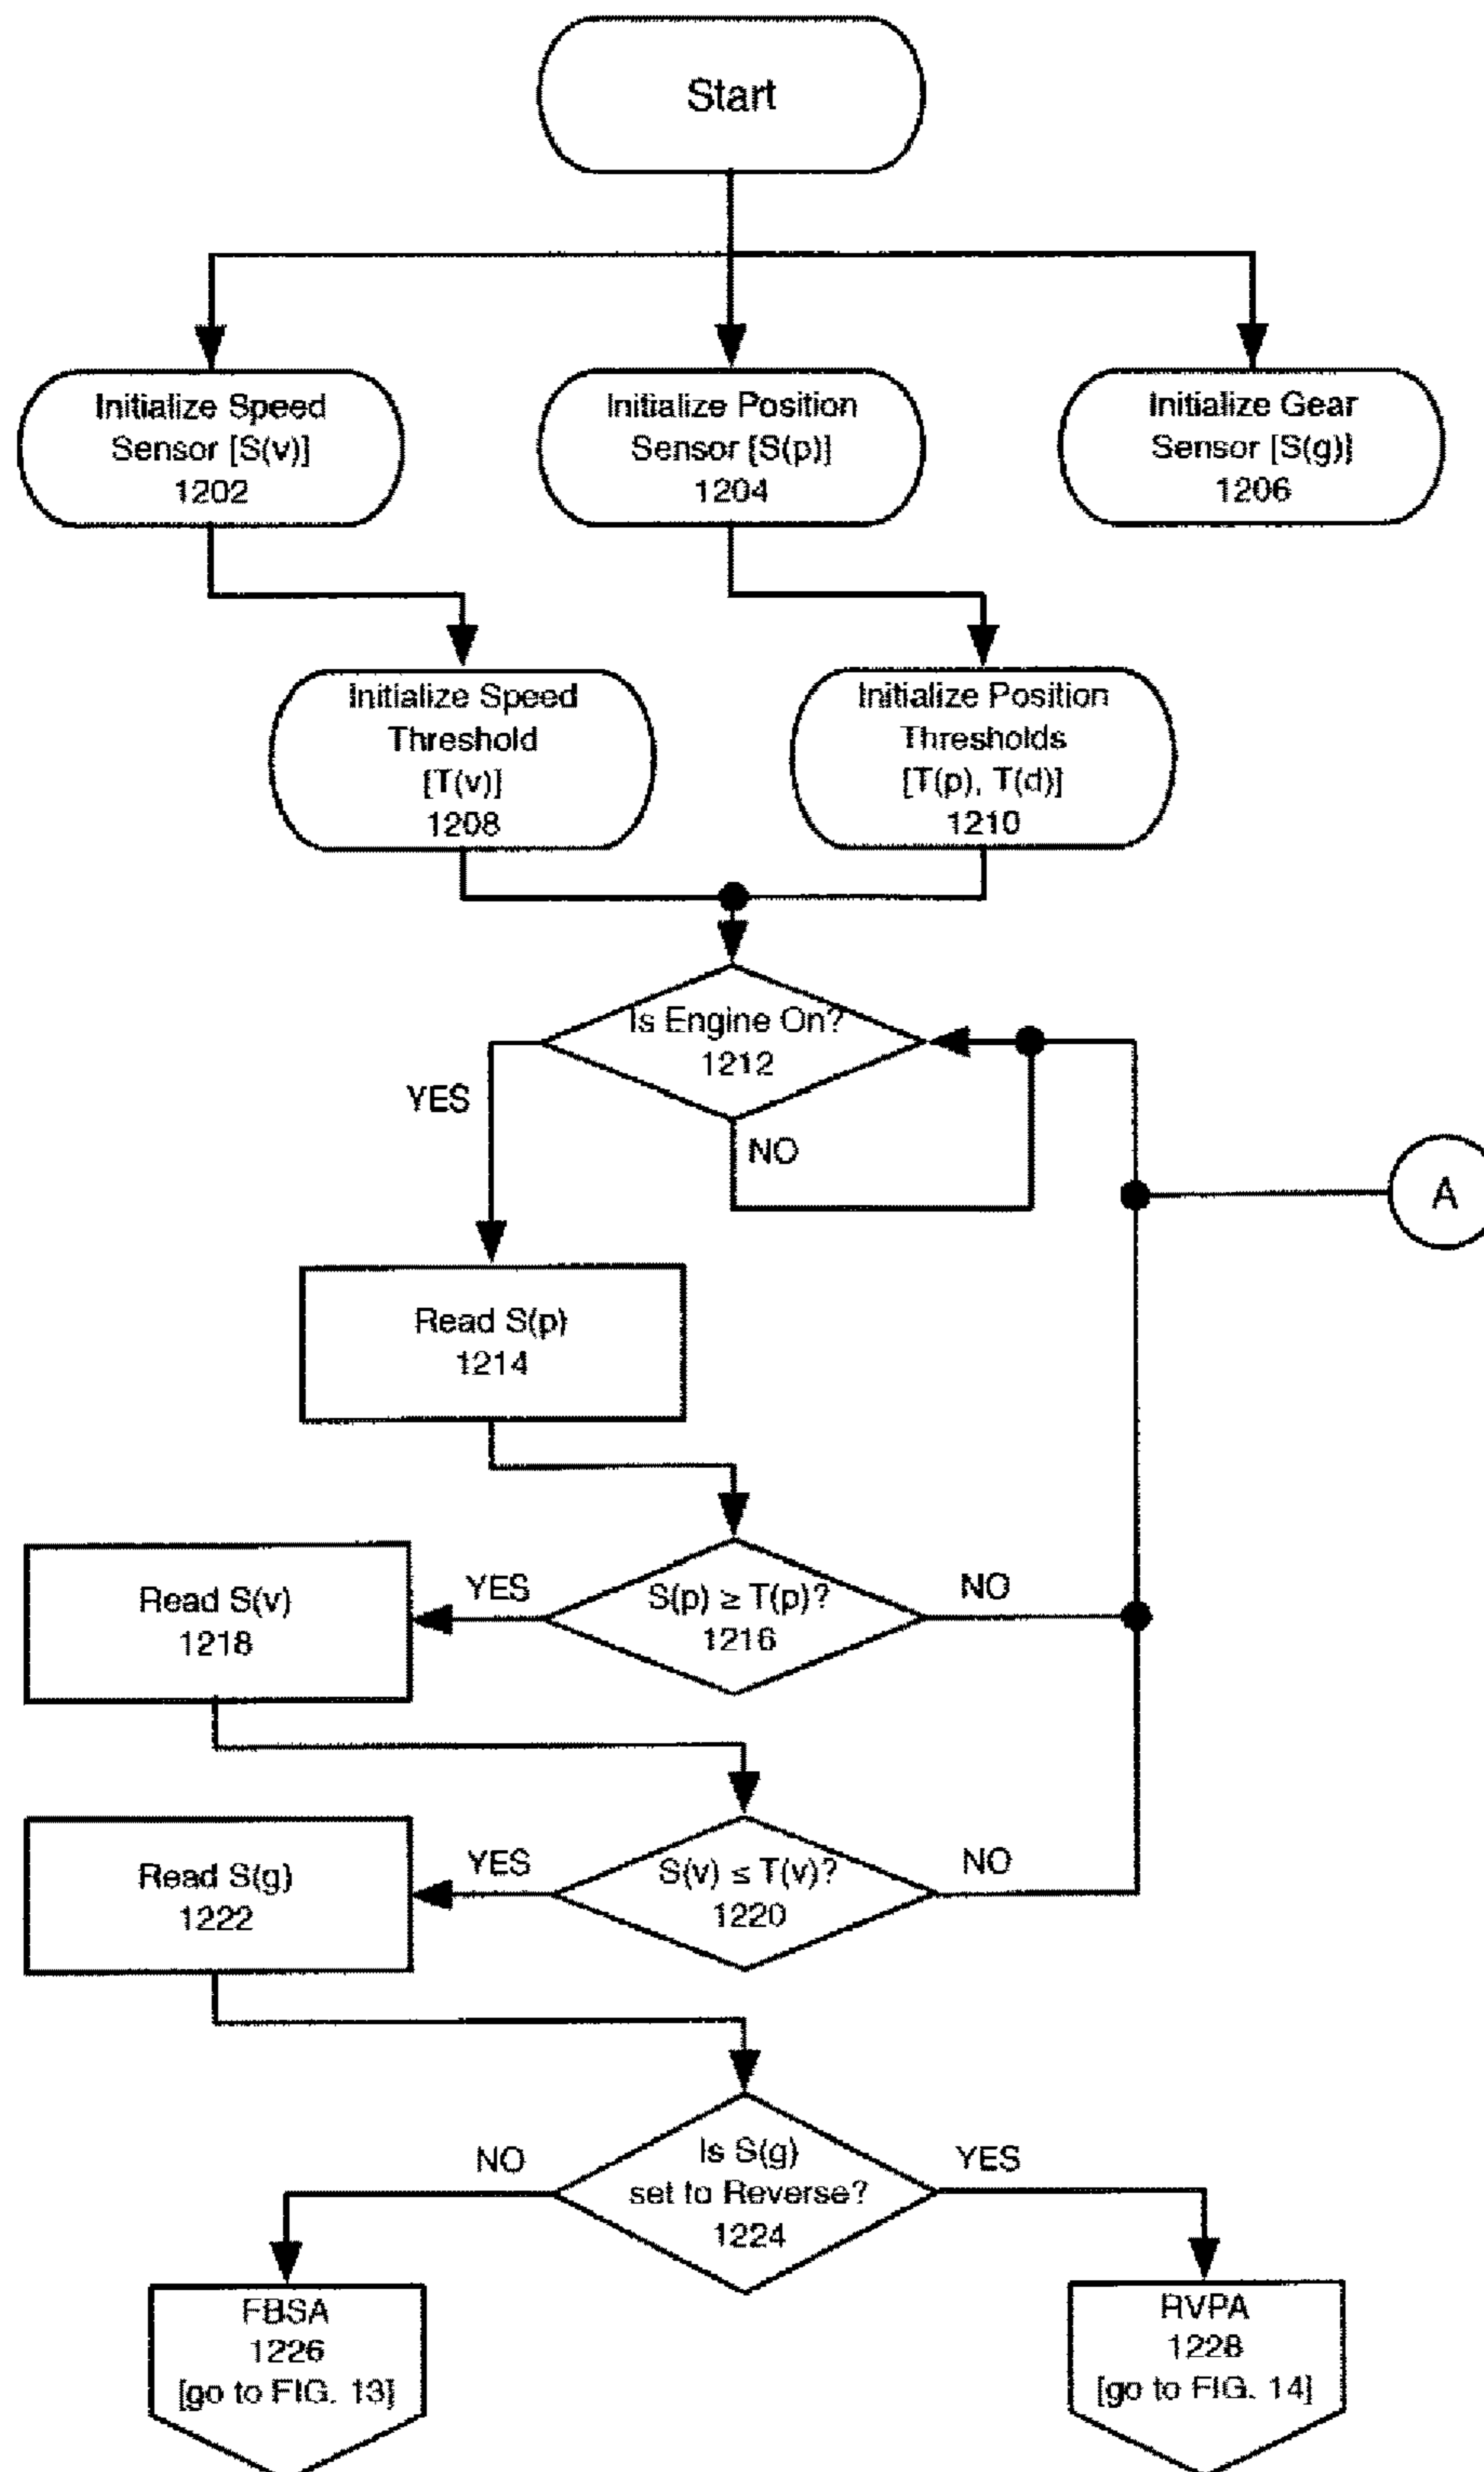 Start
Initialize Speed
Sensor [S(v)]
1202
Initialize Position
Sensor [S(p)]
1204
Initialize Gear
Sensor [S(g)]
1206
Initialize Speed
Threshold
[T(v)]
1208
Initialize Position
Thresholds
[T(p), T(d)]
1210
Is Engine On?
1212
YES
NO
A
Read S(p)
1214
Read S(v)
1218
YES
S(p) ≥ T(p)?
1216
NO
Read S(g)
1222
YES
S(v) ≤ T(v)?
1220
NO
NO
Is S(g)
set to Reverse?
1224
YES
FBSA
1226
[go to FIG. 13]
RVPA
1228
[go to FIG. 14]